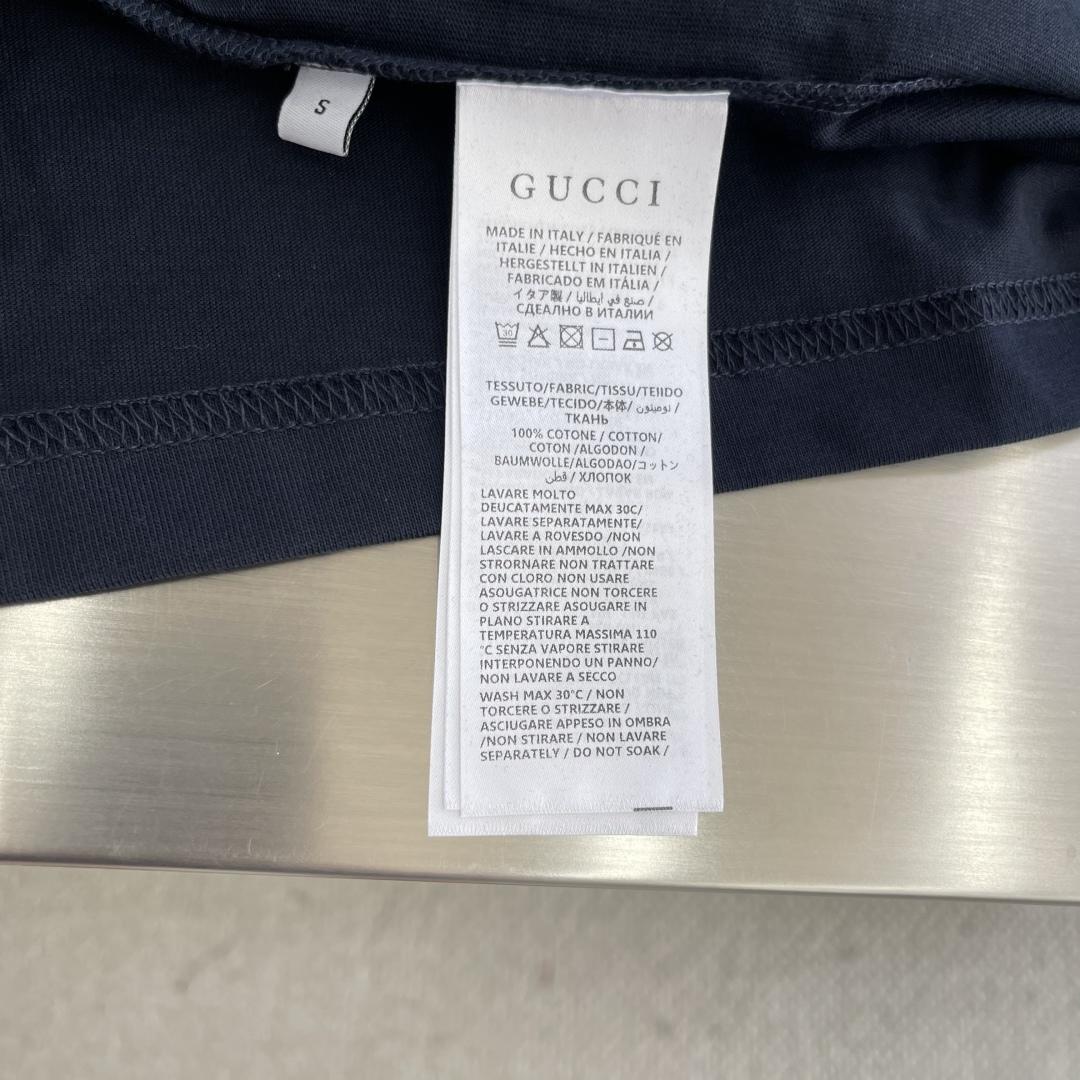 S
GUCCI
MADE IN ITALY / FABRIQUÉ EN
ITALIE / HECHO EN ITALIA /
HERGESTELLT IN ITALIEN /
FABRICADO EM ITÁLIA /
イタア製 / صنع في ايطاليا /
CДЕАЛНО В ИТАЛИИ
30
TESSUTO/FABRIC/TISSU/TEIIDO
GEWEBE/TECIDO/本体/ /
ТКАНЬ
100% COTONE / COTTON/
COTON /ALGODON /
BAUMWOLLE/ALGODAO/コットン
قطن / ХЛОПОК
LAVARE MOLTO
DEUCATAMENTE MAX 30C/
LAVARE SEPARATAMENTE/
LAVARE A ROVESDO /NON
LASCARE IN AMMOLLO /NON
STRORNARE NON TRATTARE
CON CLORO NON USARE
ASOUGATRICE NON TORCERE
O STRIZZARE ASOUGARE IN
PLANO STIRARE A
TEMPERATURA MASSIMA 110
°C SENZA VAPORE STIRARE
INTERPONENDO UN PANNO/
NON LAVARE A SECCO
WASH MAX 30°C / NON
TORCERE O STRIZZARE /
ASCIUGARE APPESO IN OMBRA
/NON STIRARE / NON LAVARE
SEPARATELY / DO NOT SOAK /